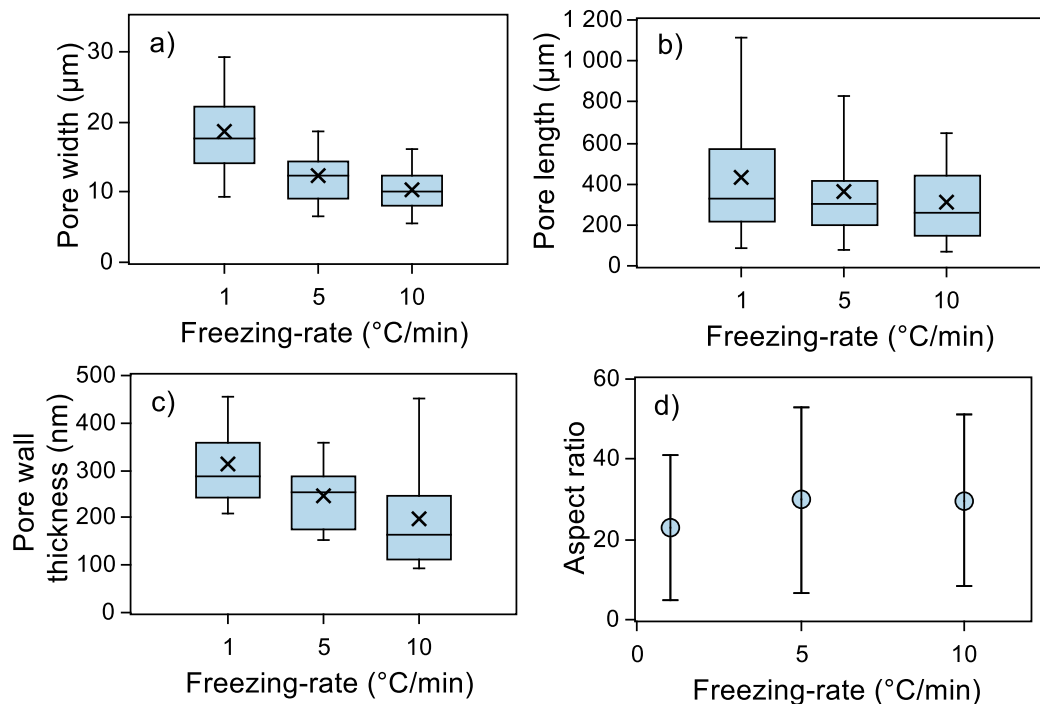 a)
Pore width (µm)
30
20
10
0
1 5 10
Freezing-rate (°C/min)
b)
Pore length (µm)
1 200
1 000
800
600
400
200
0
1 5 10
Freezing-rate (°C/min)
c)
Pore wall
thickness (nm)
500
400
300
200
100
0
1 5 10
Freezing-rate (°C/min)
d)
Aspect ratio
60
40
20
0
0 5 10
Freezing-rate (°C/min)